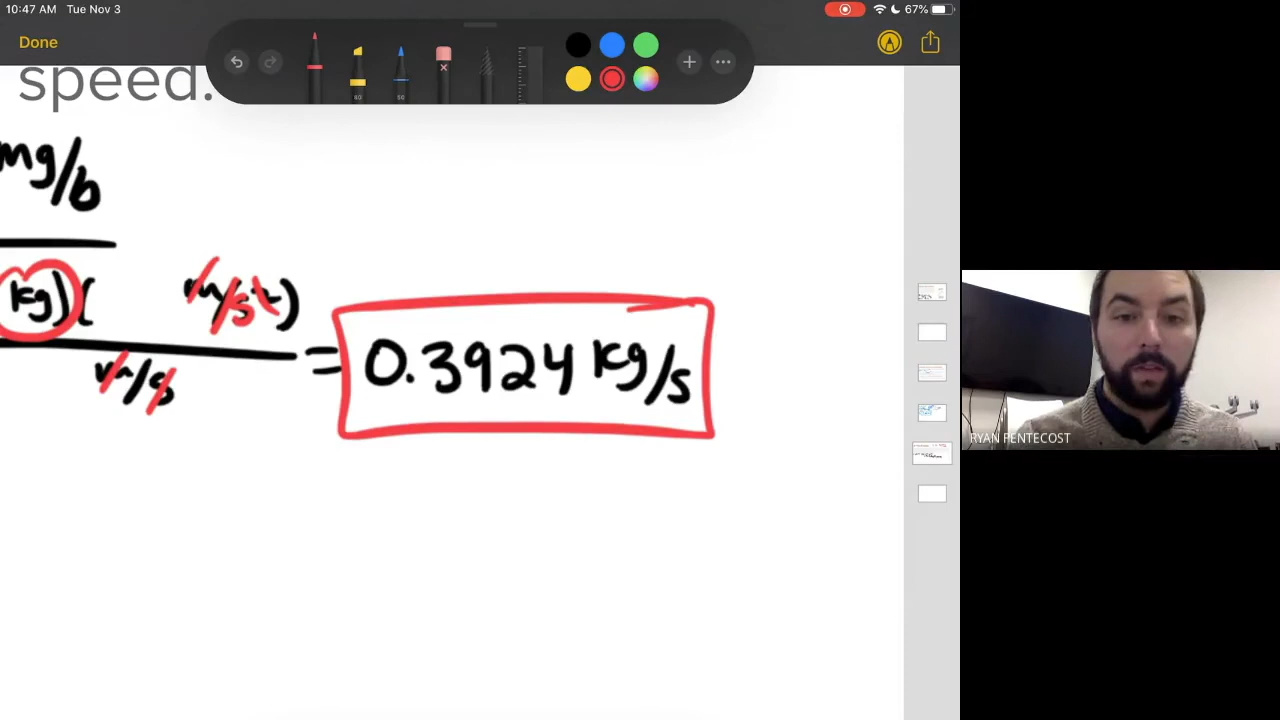 10:47 AM Tue Nov 3
67%
Done
speed.
mg/b
kg)( m/s²)
m/s
= 0.3924 kg/s
RYAN PENTECOST